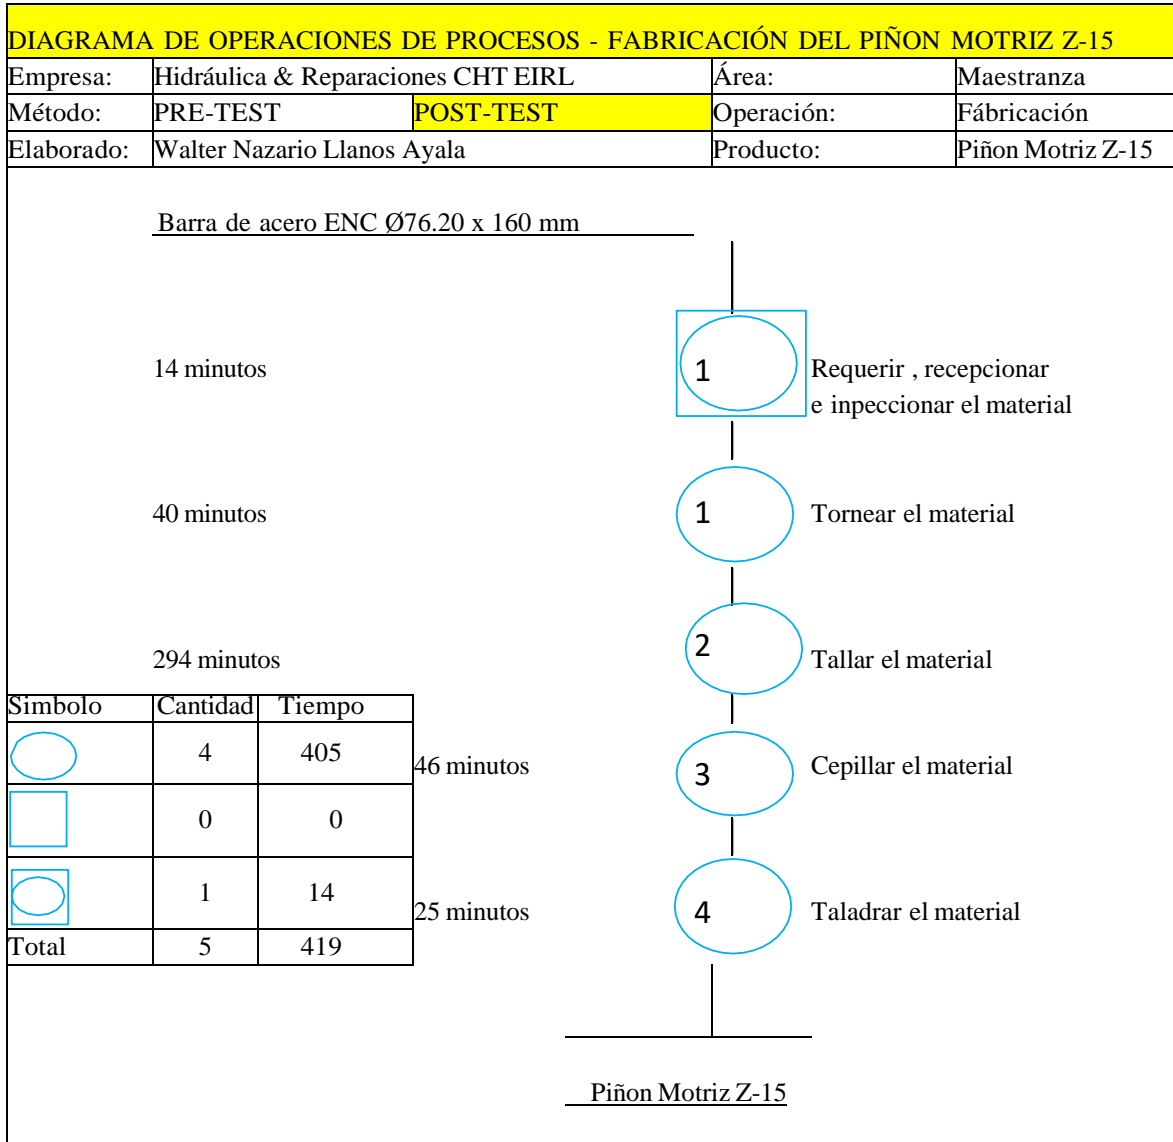 DIAGRAMA DE OPERACIONES DE PROCESOS - FABRICACIÓN DEL PIÑON MOTRIZ Z-15
Empresa: Hidráulica & Reparaciones CHT EIRL Área: Maestranza
Método: PRE-TEST POST-TEST Operación: Fábricación
Elaborado: Walter Nazario Llanos Ayala Producto: Piñon Motriz Z-15
Barra de acero ENC Ø76.20 x 160 mm
14 minutos 1 Requerir , recepcionar
e inpeccionar el material
40 minutos 1 Tornear el material
294 minutos 2 Tallar el material
Simbolo Cantidad Tiempo
4 405 46 minutos 3 Cepillar el material
0 0
1 14 25 minutos 4 Taladrar el material
Total 5 419
Piñon Motriz Z-15